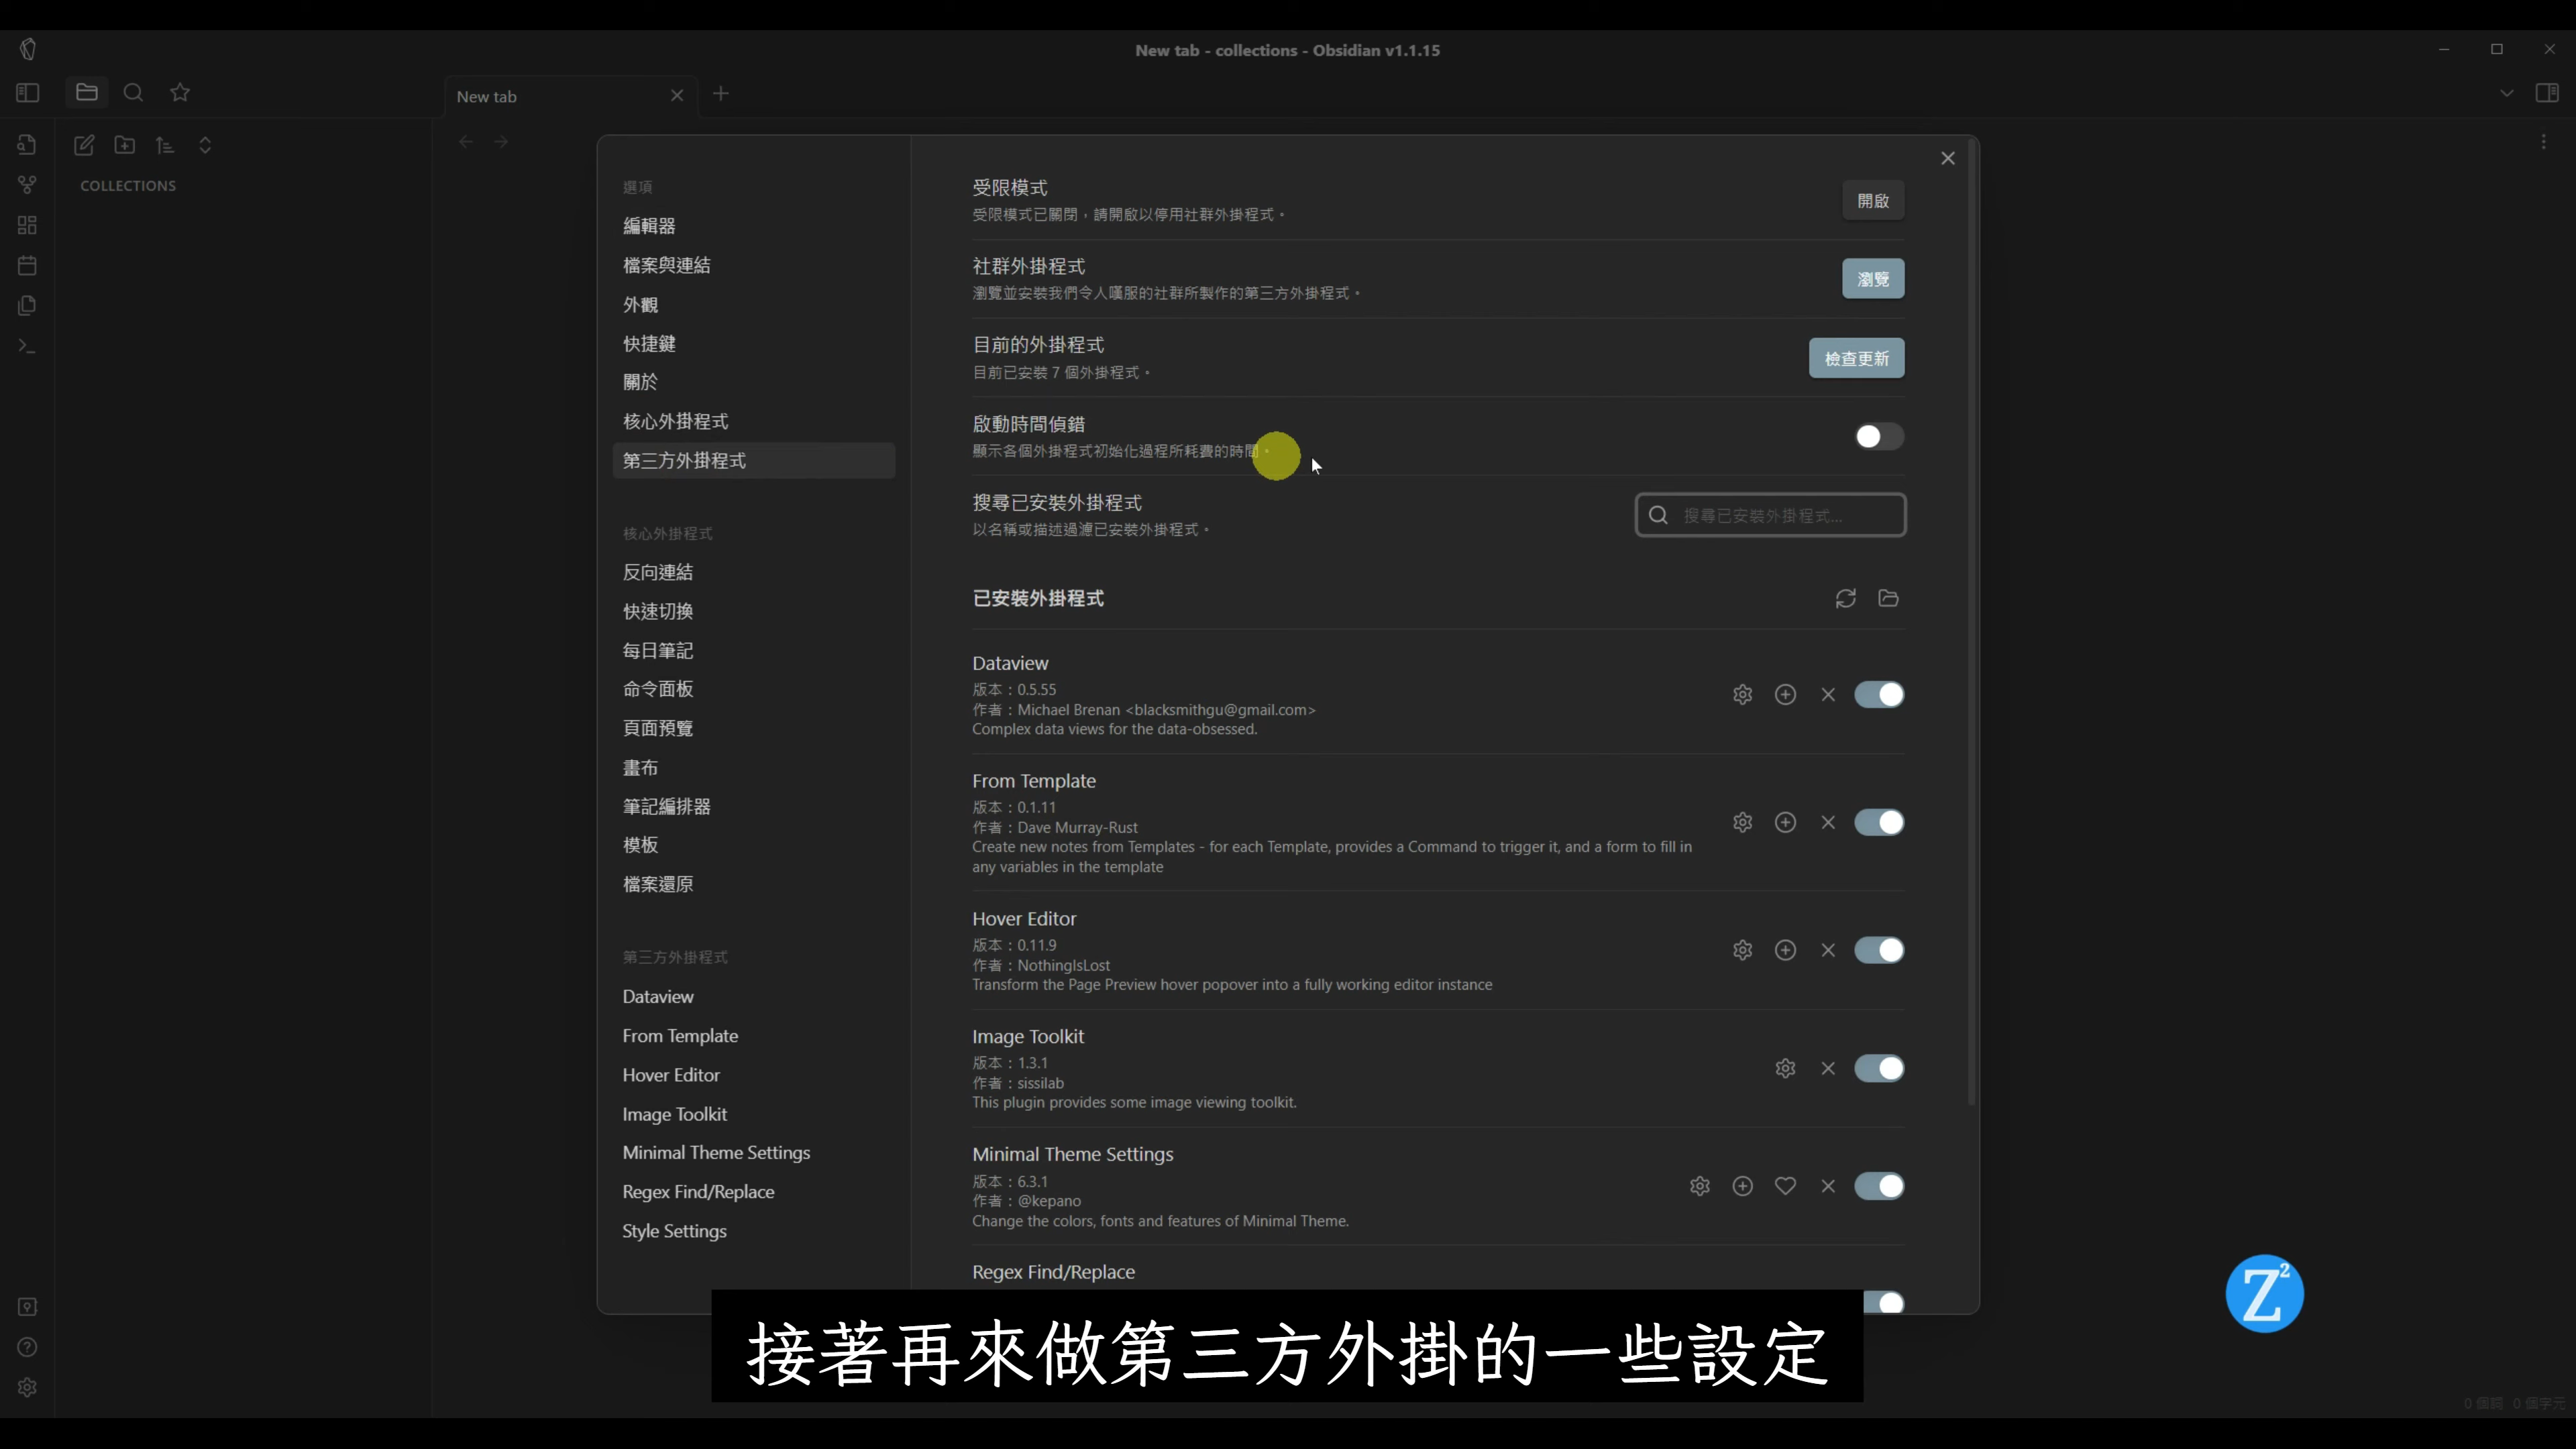 New tab - collections - Obsidian v1.1.15
New tab
COLLECTIONS
選項
編輯器
檔案與連結
外觀
快捷鍵
關於
核心外掛程式
第三方外掛程式
核心外掛程式
反向連結
快速切換
每日筆記
命令面板
頁面預覽
畫布
筆記編排器
模板
檔案還原
第三方外掛程式
Dataview
From Template
Hover Editor
Image Toolkit
Minimal Theme Settings
Regex Find/Replace
Style Settings
受限模式
受限模式已關閉，請開啟以停用社群外掛程式。
開啟
社群外掛程式
瀏覽並安裝我們令人嘆服的社群所製作的第三方外掛程式。
瀏覽
目前的外掛程式
目前已安裝 7 個外掛程式。
檢查更新
啟動時間偵錯
顯示各個外掛程式初始化過程所耗費的時間。
搜尋已安裝外掛程式
以名稱或描述過濾已安裝外掛程式。
搜尋已安裝外掛程式...
已安裝外掛程式
Dataview
版本：0.5.55
作者：Michael Brenan <blacksmithgu@gmail.com>
Complex data views for the data-obsessed.
From Template
版本：0.1.11
作者：Dave Murray-Rust
Create new notes from Templates - for each Template, provides a Command to trigger it, and a form to fill in
any variables in the template
Hover Editor
版本：0.11.9
作者：NothingIsLost
Transform the Page Preview hover popover into a fully working editor instance
Image Toolkit
版本：1.3.1
作者：sissilab
This plugin provides some image viewing toolkit.
Minimal Theme Settings
版本：6.3.1
作者：@kepano
Change the colors, fonts and features of Minimal Theme.
Regex Find/Replace
Z²
接著再來做第三方外掛的一些設定
0 個詞 0 個字元